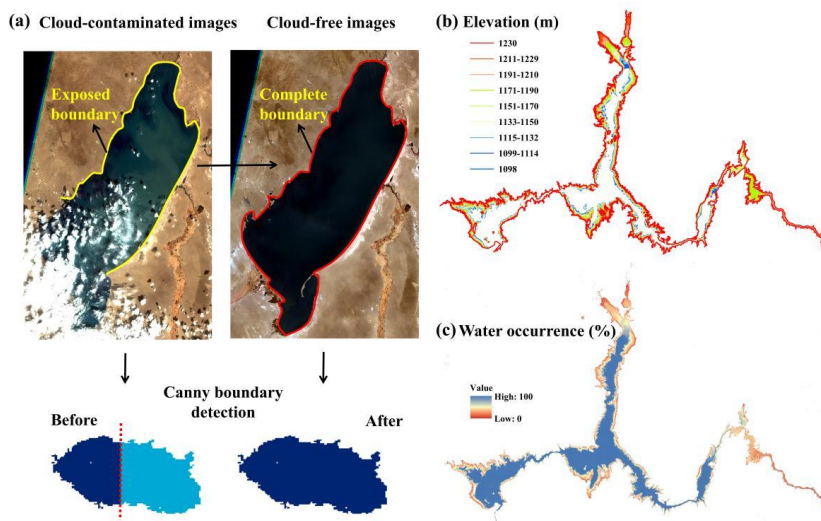 (a) Cloud-contaminated images
Cloud-free images
Exposed
boundary
Complete
boundary
Canny boundary
detection
Before
After
(b) Elevation (m)
1230
1211-1229
1191-1210
1171-1190
1151-1170
1133-1150
1115-1132
1099-1114
1098
(c) Water occurrence (%)
Value
High: 100
Low: 0